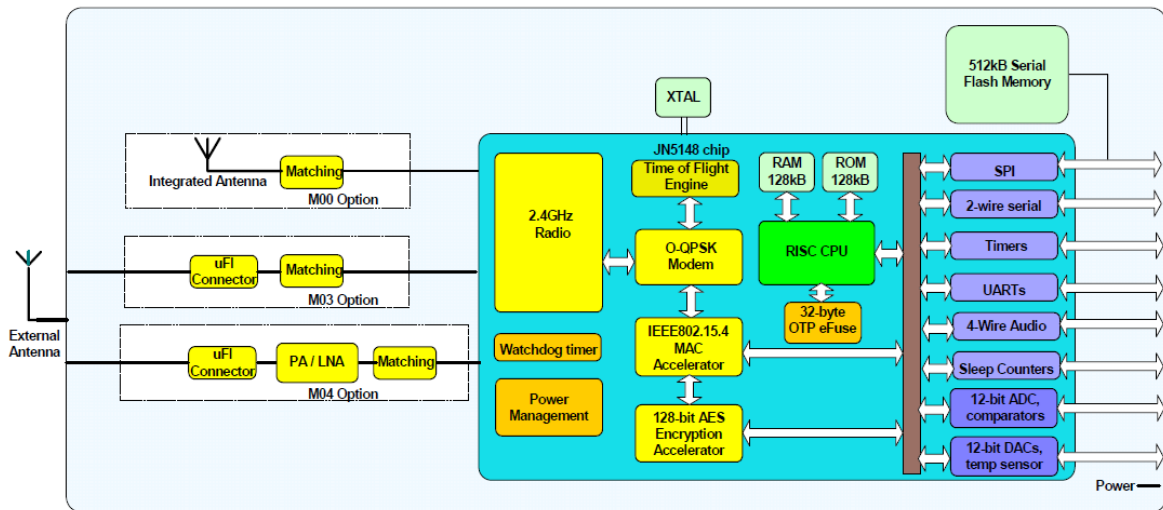 512kB Serial
Flash Memory
XTAL
JN5148 chip
Integrated Antenna
Matching
M00 Option
2.4GHz
Radio
Time of Flight
Engine
RAM
128kB
ROM
128kB
SPI
2-wire serial
O-QPSK
Modem
RISC CPU
Timers
uFl
Connector
Matching
M03 Option
UARTs
External
Antenna
IEEE802.15.4
MAC
Accelerator
32-byte
OTP eFuse
4-Wire Audio
uFl
Connector
PA / LNA
Matching
M04 Option
Watchdog timer
Sleep Counters
Power
Management
128-bit AES
Encryption
Accelerator
12-bit ADC,
comparators
12-bit DACs,
temp sensor
Power